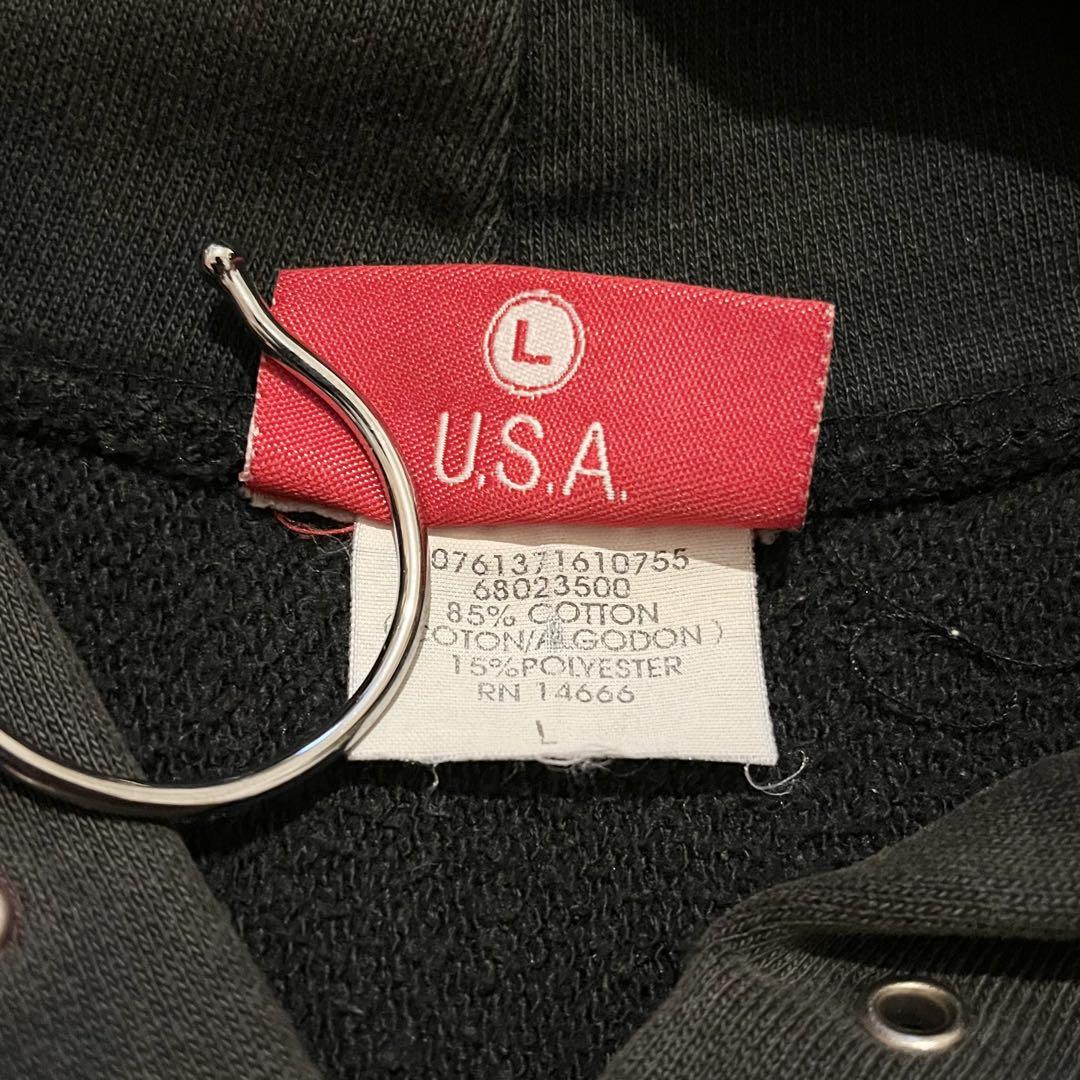 L
U.S.A.
0761371610755
68023500
85% COTTON
COTON/ALGODON )
15%POLYESTER
RN 14666
L